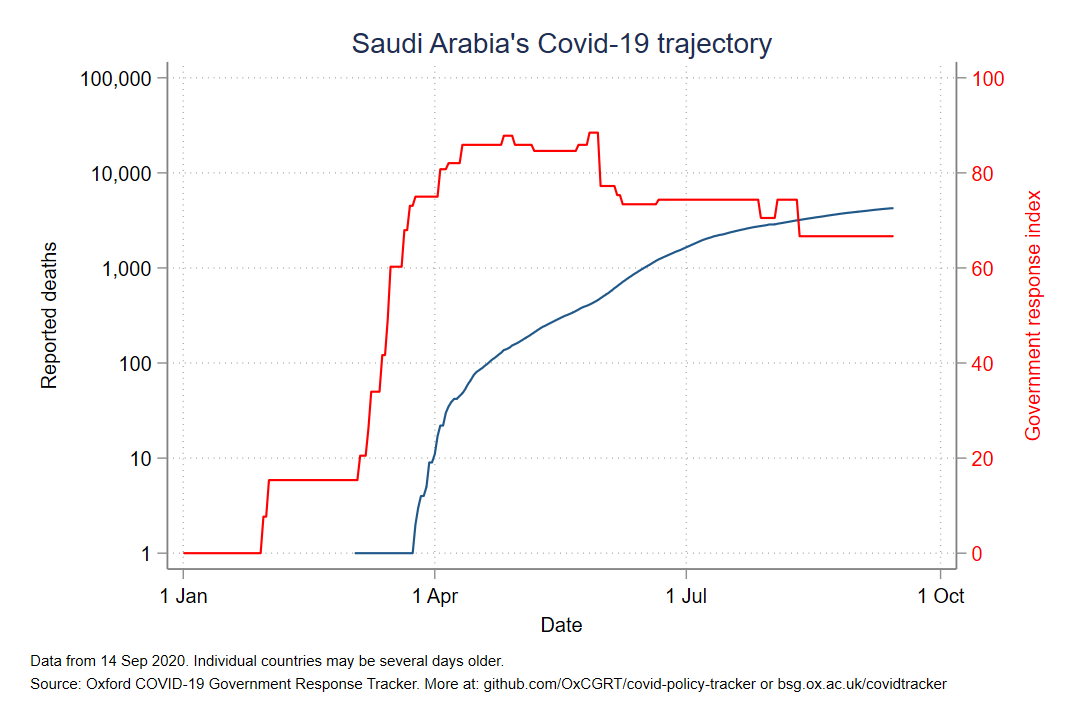 Saudi Arabia's Covid-19 trajectory
100,000
10,000
1,000
100
10
1
Reported deaths
100
80
60
40
20
0
Government response index
1 Jan
1 Apr
1 Jul
1 Oct
Date
Data from 14 Sep 2020. Individual countries may be several days older.
Source: Oxford COVID-19 Government Response Tracker. More at: github.com/OxCGRT/covid-policy-tracker or bsg.ox.ac.uk/covidtracker